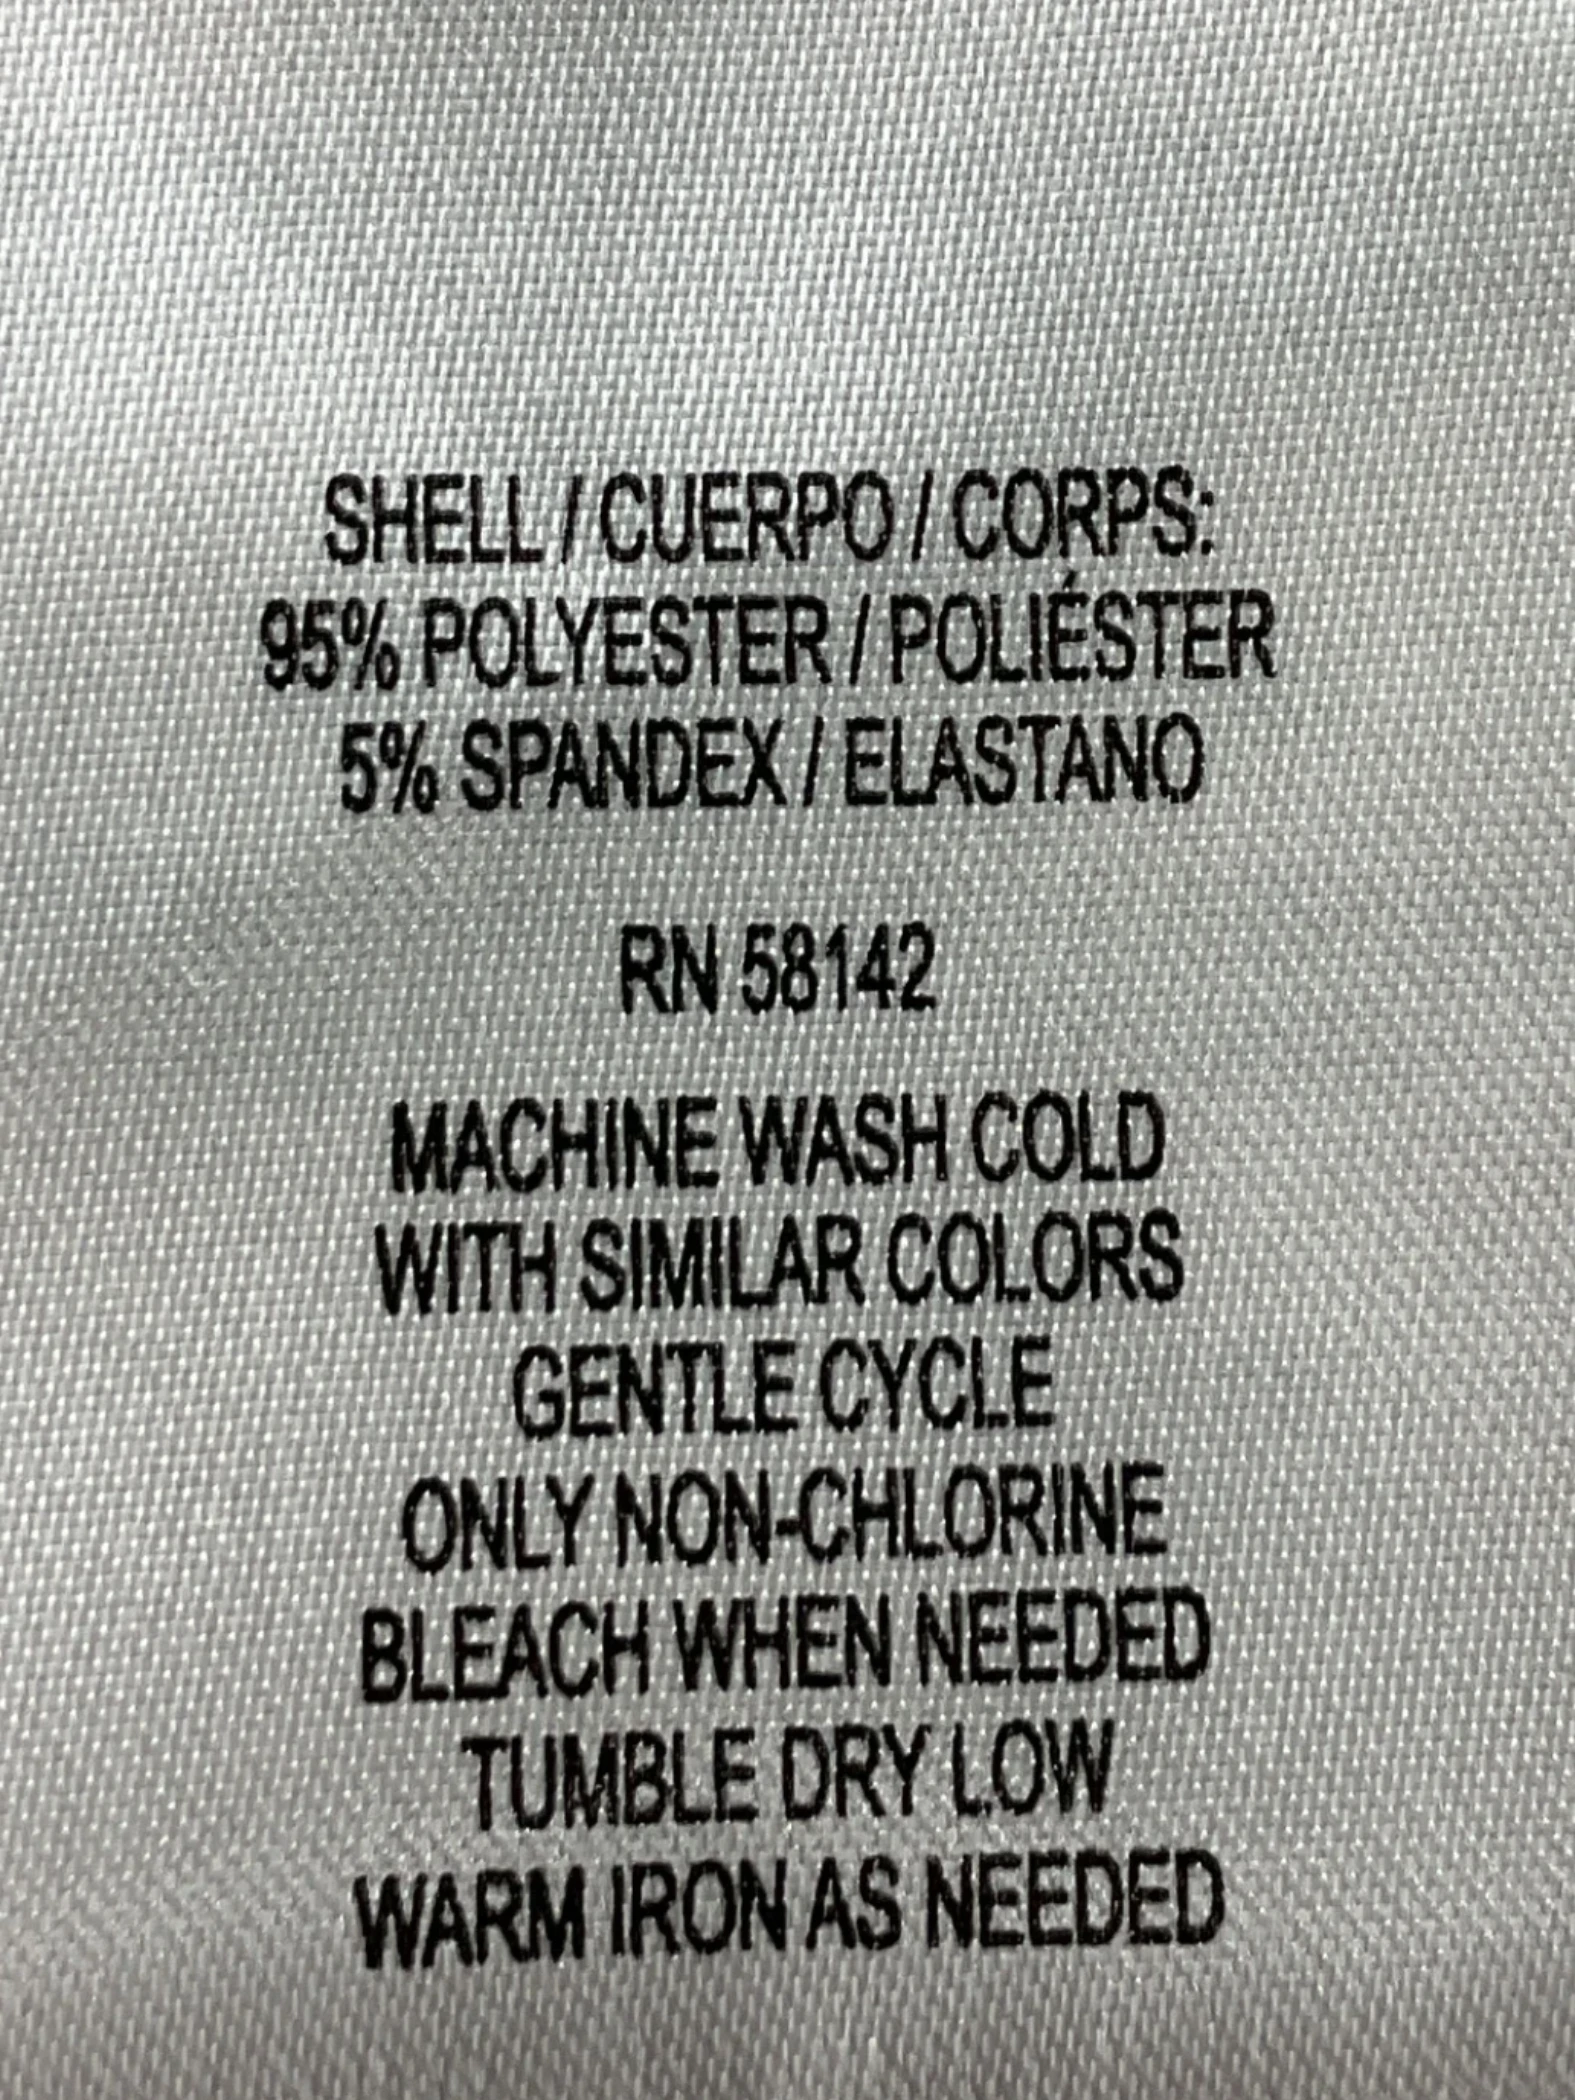 SHELL / CUERPO / CORPS:
95% POLYESTER / POLIÉSTER
5% SPANDEX / ELASTANO
RN 58142
MACHINE WASH COLD
WITH SIMILAR COLORS
GENTLE CYCLE
ONLY NON-CHLORINE
BLEACH WHEN NEEDED
TUMBLE DRY LOW
WARM IRON AS NEEDED